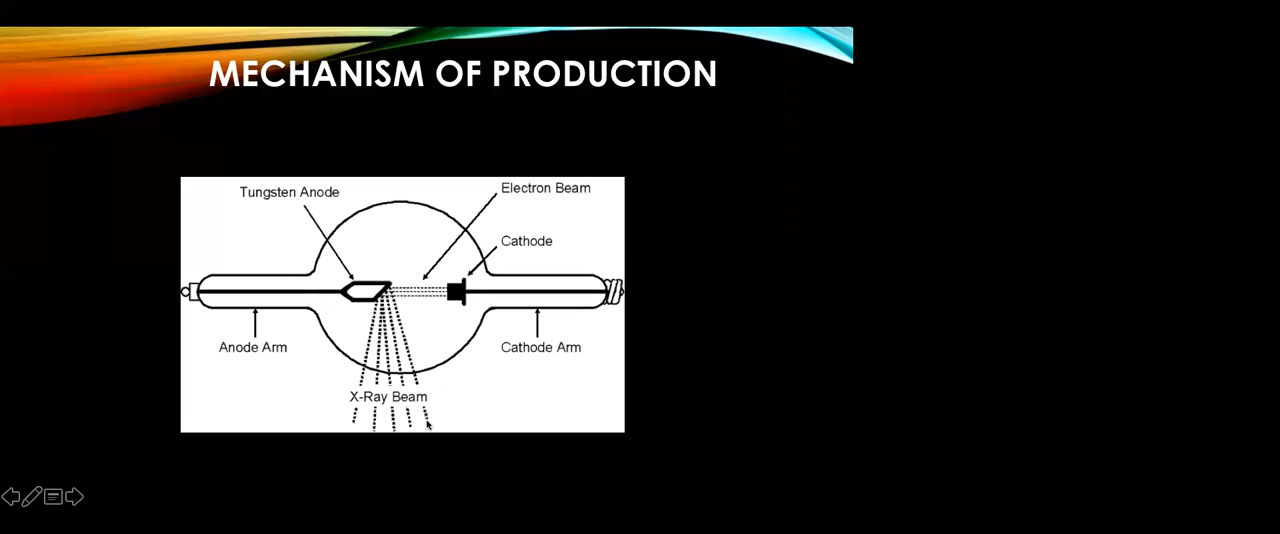 MECHANISM OF PRODUCTION
Tungsten Anode
Electron Beam
Cathode
Anode Arm
Cathode Arm
X-Ray Beam